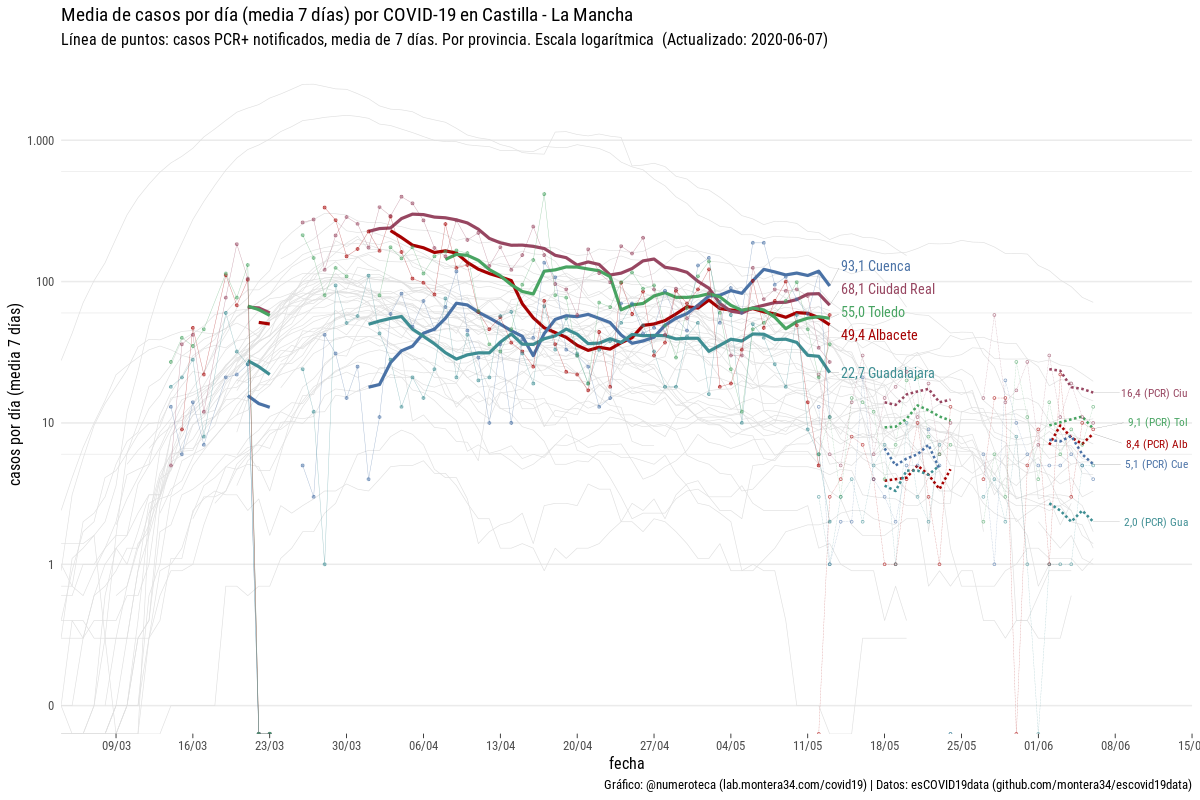 Media de casos por día (media 7 días) por COVID-19 en Castilla - La Mancha
Línea de puntos: casos PCR+ notificados, media de 7 días. Por provincia. Escala logarítmica  (Actualizado: 2020-06-07)
casos por día (media 7 días)
1.000
100
10
1
0
93,1 Cuenca
68,1 Ciudad Real
55,0 Toledo
49,4 Albacete
22,7 Guadalajara
16,4 (PCR) Ciu
9,1 (PCR) Tol
8,4 (PCR) Alb
5,1 (PCR) Cue
2,0 (PCR) Gua
09/03 16/03 23/03 30/03 06/04 13/04 20/04 27/04 04/05 11/05 18/05 25/05 01/06 08/06 15/0
fecha
Gráfico: @numeroteca (lab.montera34.com/covid19) | Datos: esCOVID19data (github.com/montera34/escovid19data)